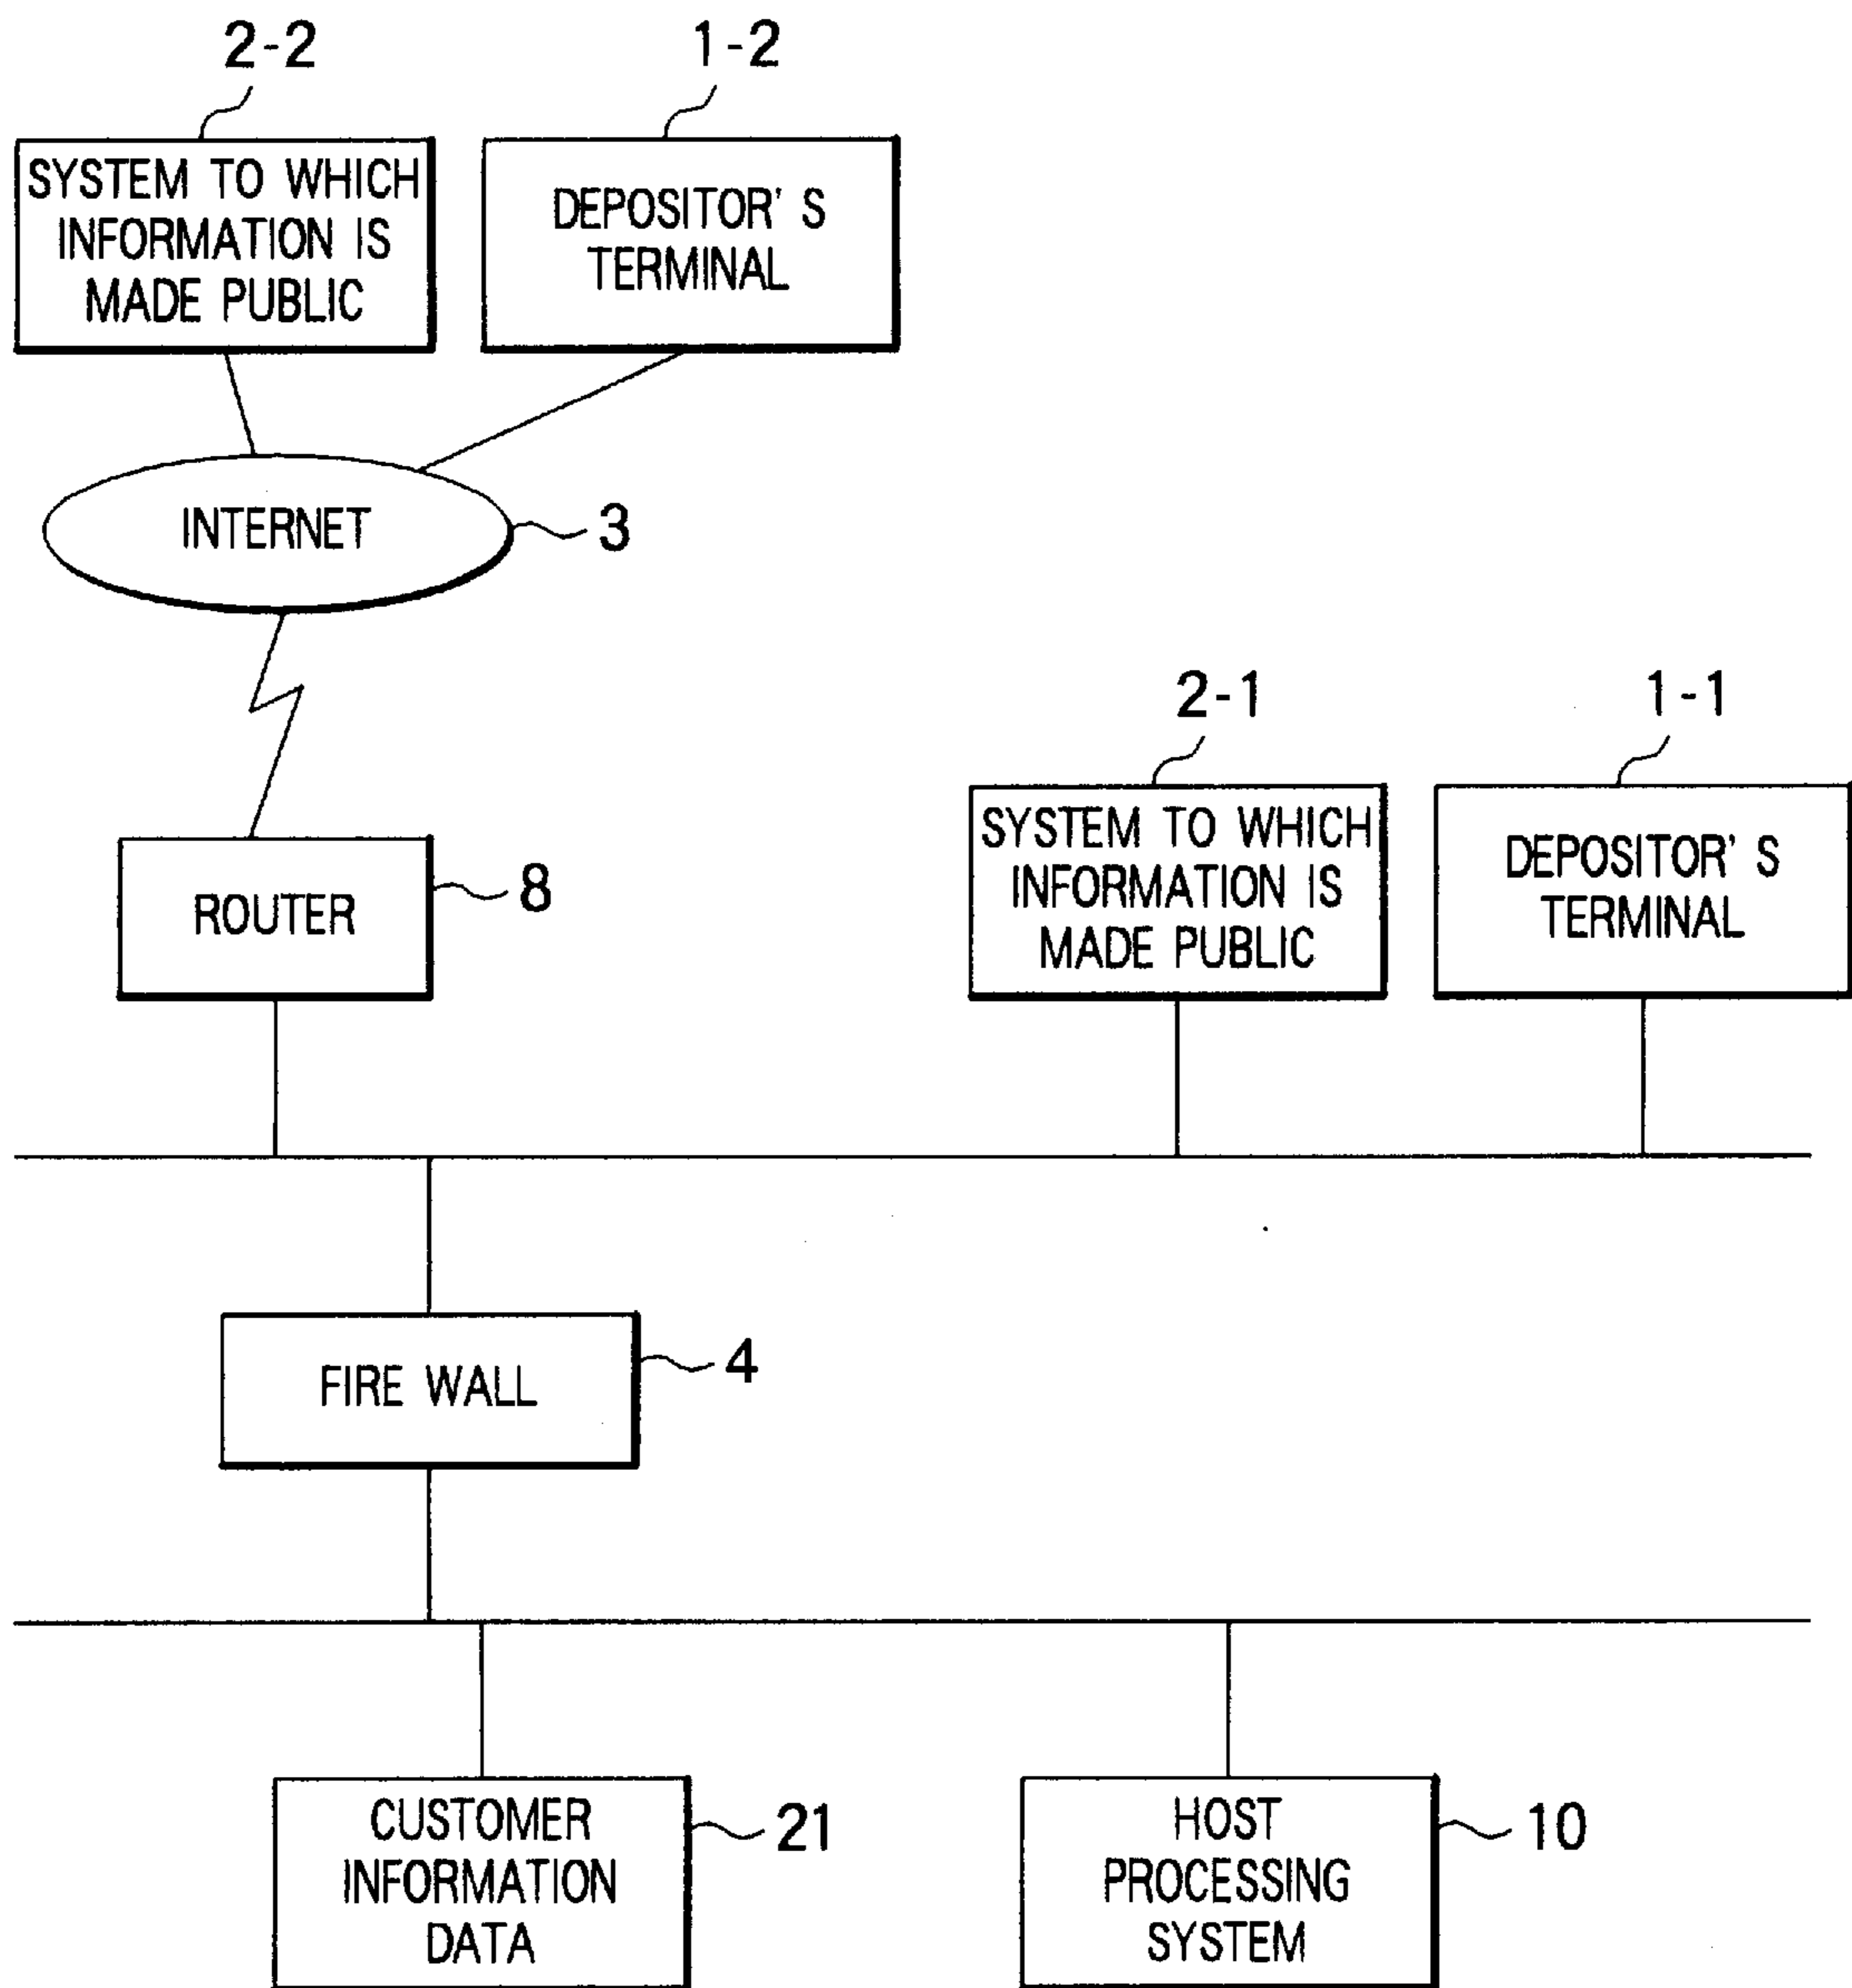 2-2
1-2
SYSTEM TO WHICH
INFORMATION IS
MADE PUBLIC
DEPOSITOR'S
TERMINAL
INTERNET
3
2-1
1-1
ROUTER
8
SYSTEM TO WHICH
INFORMATION IS
MADE PUBLIC
DEPOSITOR'S
TERMINAL
FIRE WALL
4
CUSTOMER
INFORMATION
DATA
21
HOST
PROCESSING
SYSTEM
10